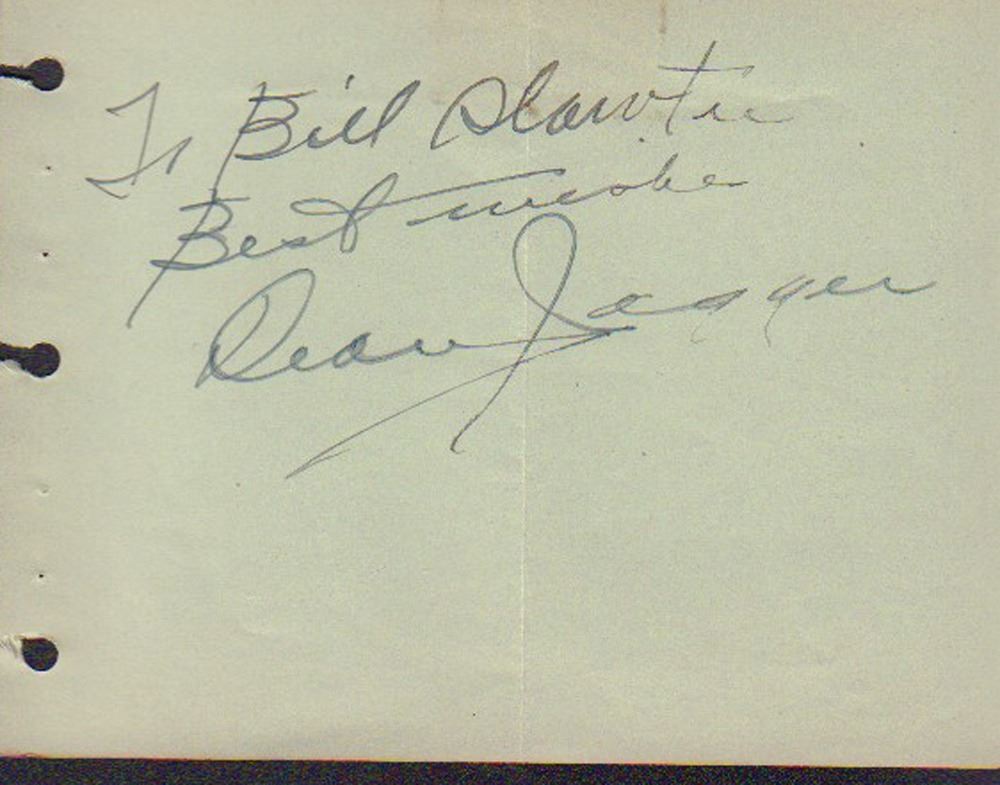 To Bill
Best wishes
Dean Jagger